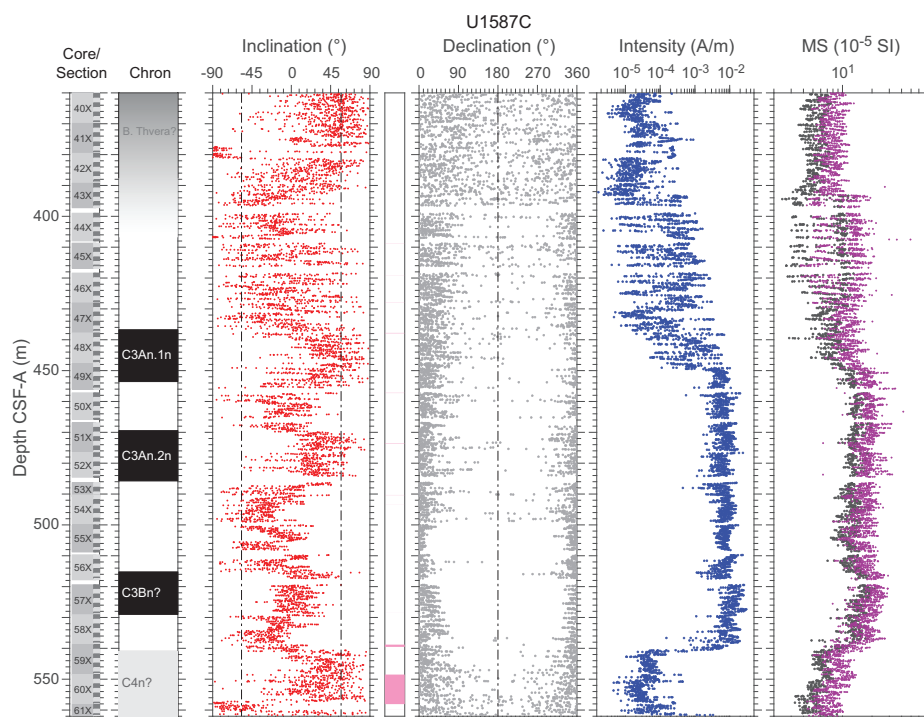 U1587C
Core/
Section
Chron
Inclination (°)
Declination (°)
Intensity (A/m)
MS (10⁻⁵ SI)
-90 -45 0 45 90
0 90 180 270 360
10⁻⁵ 10⁻⁴ 10⁻³ 10⁻²
10¹
Depth CSF-A (m)
400
450
500
550
40X
41X
42X
43X
44X
45X
46X
47X
48X
49X
50X
51X
52X
53X
54X
55X
56X
57X
58X
59X
60X
61X
B. Thvera?
C3An.1n
C3An.2n
C3Bn?
C4n?